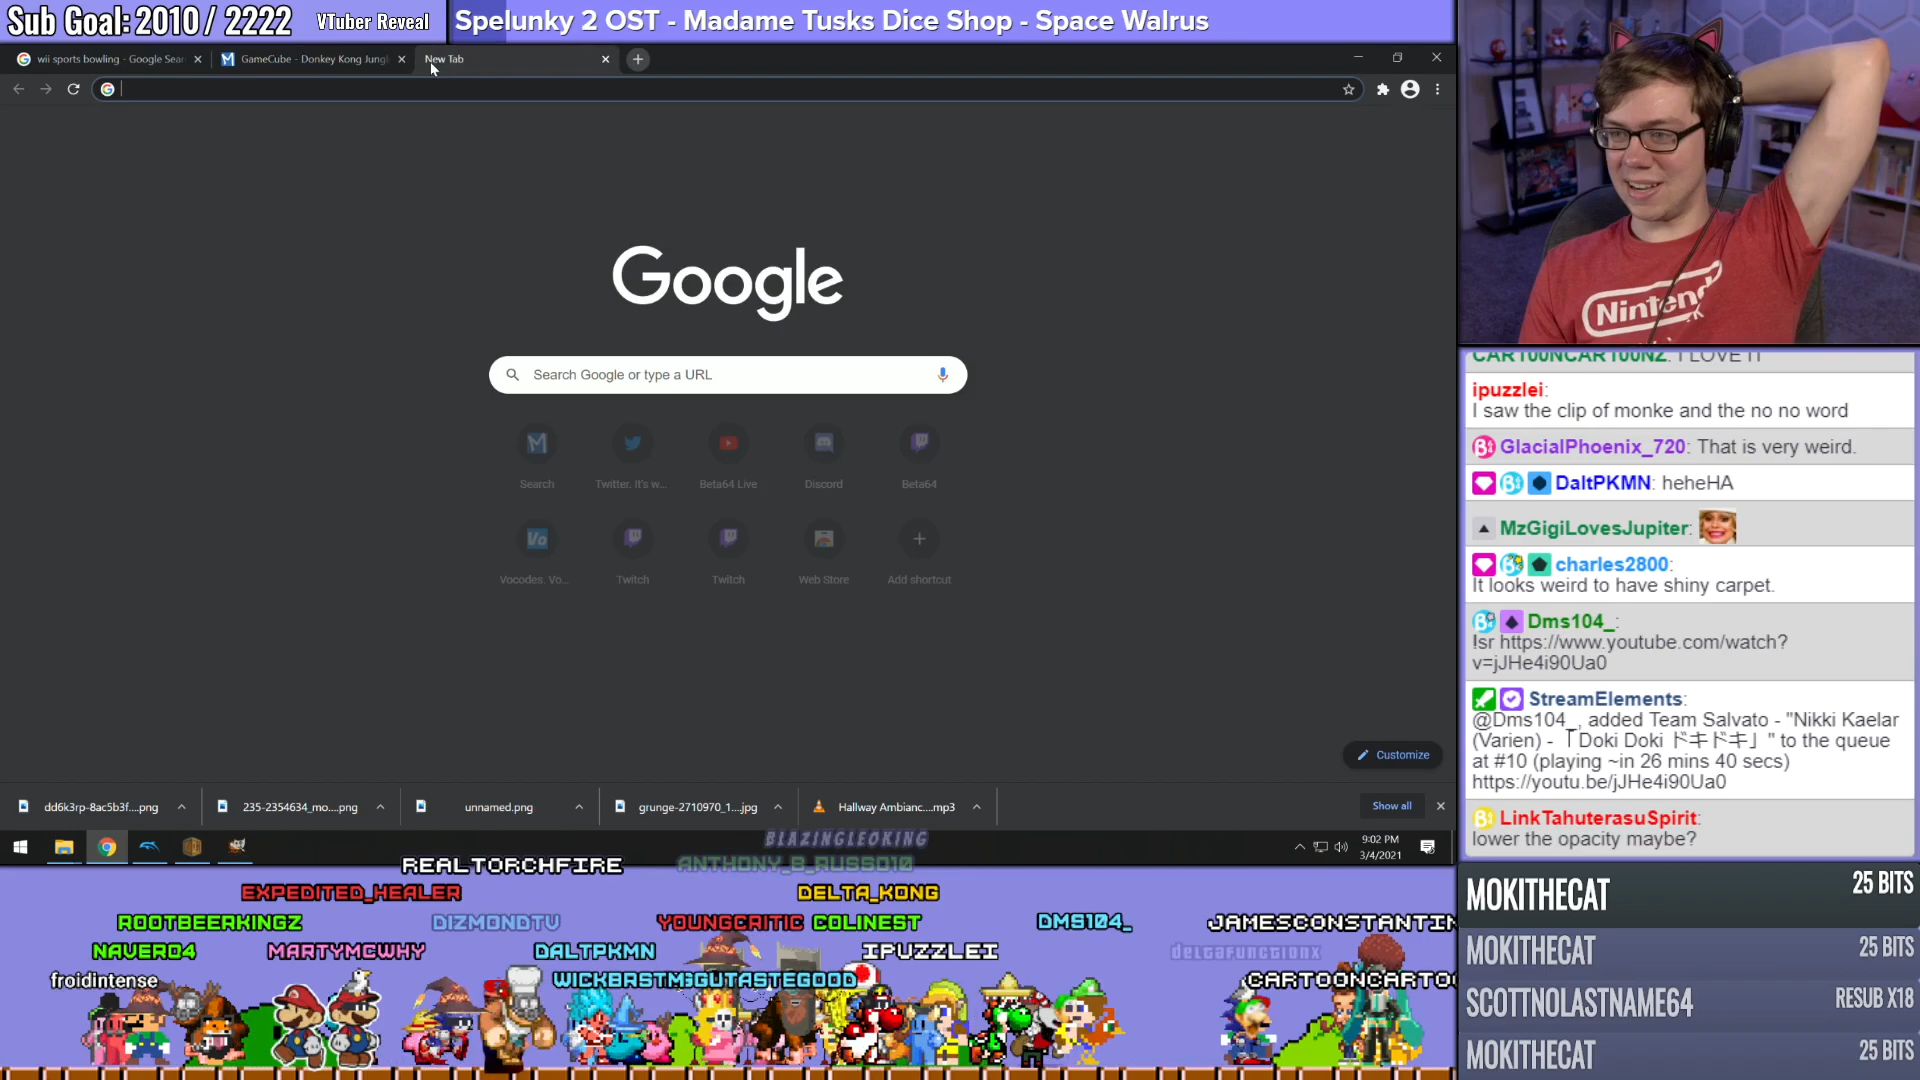 Sub Goal: 2010 / 2222 VTuber Reveal Spelunky 2 OST - Madame Tusks Dice Shop - Space Walrus
wii sports bowling - Google Sear
GameCube - Donkey Kong Jungl
New Tab
Google
Search Google or type a URL
Search Twitter. It's w... Beta64 Live Discord Beta64
Vocodes. Vo... Twitch Twitch Web Store Add shortcut
Customize
dd6k3rp-8ac5b3f....png 235-2354634_mo....png unnamed.png grunge-2710970_1....jpg Hallway Ambianc....mp3 Show all
9:02 PM
3/4/2021
Nintend
CARTOONCARTOONZ: I LOVE IT
ipuzzlei:
I saw the clip of monke and the no no word
GlacialPhoenix_720: That is very weird.
DaltPKMN: heheHA
MzGigiLovesJupiter:
charles2800:
It looks weird to have shiny carpet.
Dms104_:
!sr https://www.youtube.com/watch?
v=jJHe4i90Ua0
StreamElements:
@Dms104_, added Team Salvato - "Nikki Kaelar
(Varien) - 「Doki Doki ドキドキ」 " to the queue
at #10 (playing ~in 26 mins 40 secs)
https://youtu.be/jJHe4i90Ua0
LinkTahuterasuSpirit:
lower the opacity maybe?
MOKITHECAT 25 BITS
MOKITHECAT 25 BITS
SCOTTNOLASTNAME64 RESUB X18
MOKITHECAT 25 BITS
BLAZINGLEOKING
REALTORCHFIRE ANTHONY_B_RUSSO10
EXPEDITED_HEALER DELTA_KONG
ROOTBEERKINGZ DIZMONDTV YOUNGCRITIC COLINEST DMS104_ JAMESCONSTANTIN
NAVERO4 MARTYMCWHY DALTPKMN IPUZZLEI deltafunctionx
froidintense CARTOONCARTOO